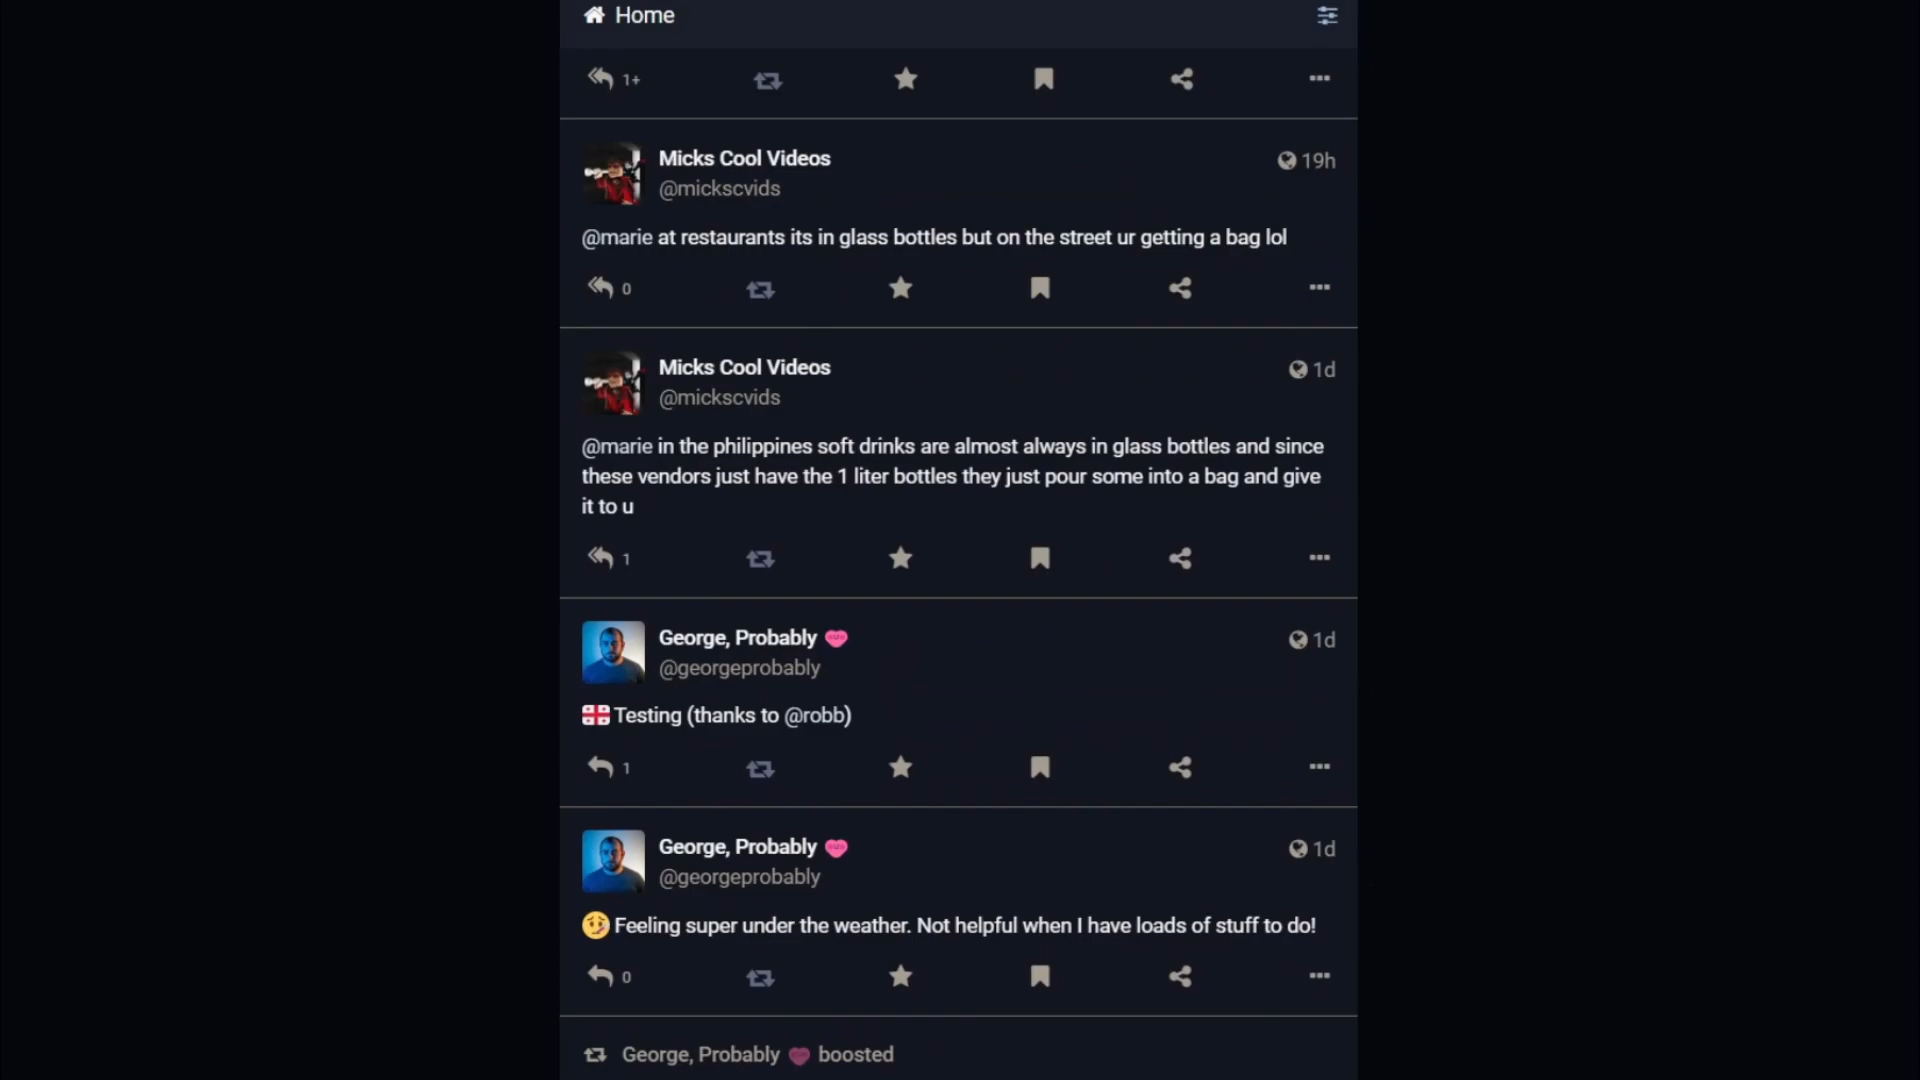 Home
1+
Micks Cool Videos
19h
@mickscvids
@marie at restaurants its in glass bottles but on the street ur getting a bag lol
0
Micks Cool Videos
1d
@mickscvids
@marie in the philippines soft drinks are almost always in glass bottles and since
these vendors just have the 1 liter bottles they just pour some into a bag and give
it to u
1
George, Probably
1d
@georgeprobably
Testing (thanks to @robb)
1
George, Probably
1d
@georgeprobably
Feeling super under the weather. Not helpful when I have loads of stuff to do!
0
George, Probably boosted